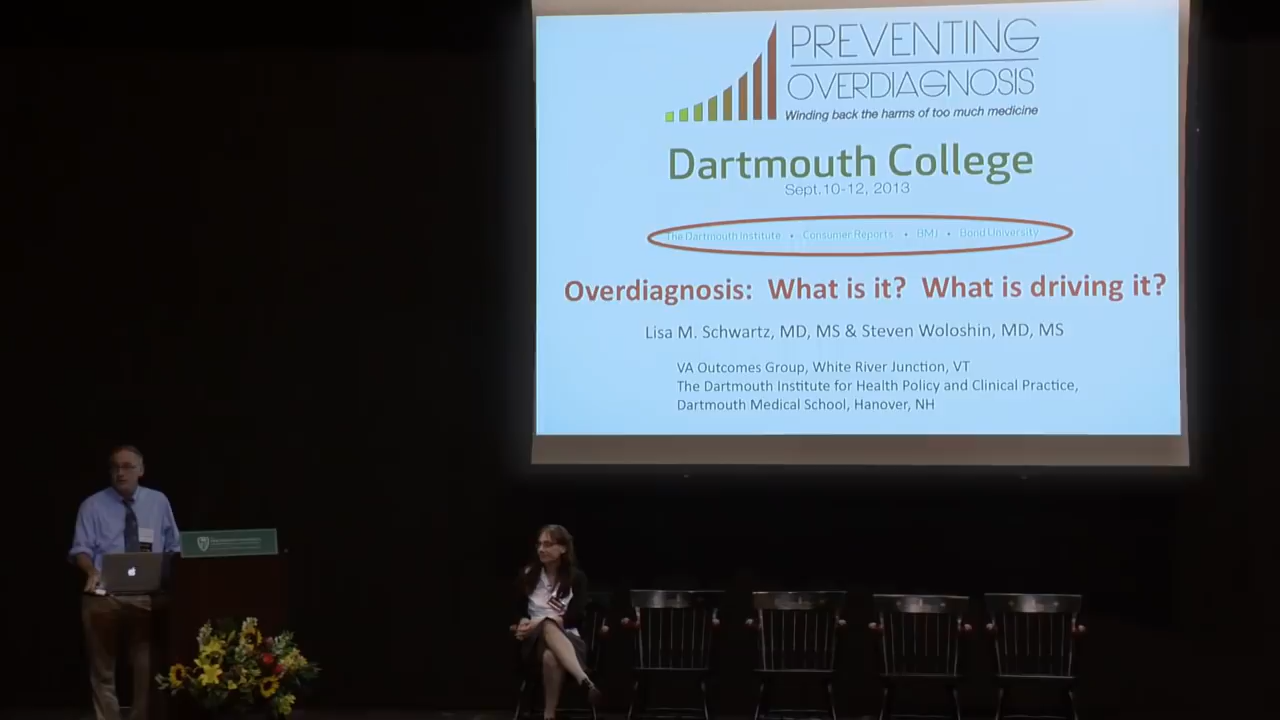 PREVENTING
OVERDIAGNOSIS
Winding back the harms of too much medicine
Dartmouth College
Sept.10-12, 2013
The Dartmouth Institute • Consumer Reports • BMJ • Bond University
Overdiagnosis: What is it? What is driving it?
Lisa M. Schwartz, MD, MS & Steven Woloshin, MD, MS
VA Outcomes Group, White River Junction, VT
The Dartmouth Institute for Health Policy and Clinical Practice,
Dartmouth Medical School, Hanover, NH